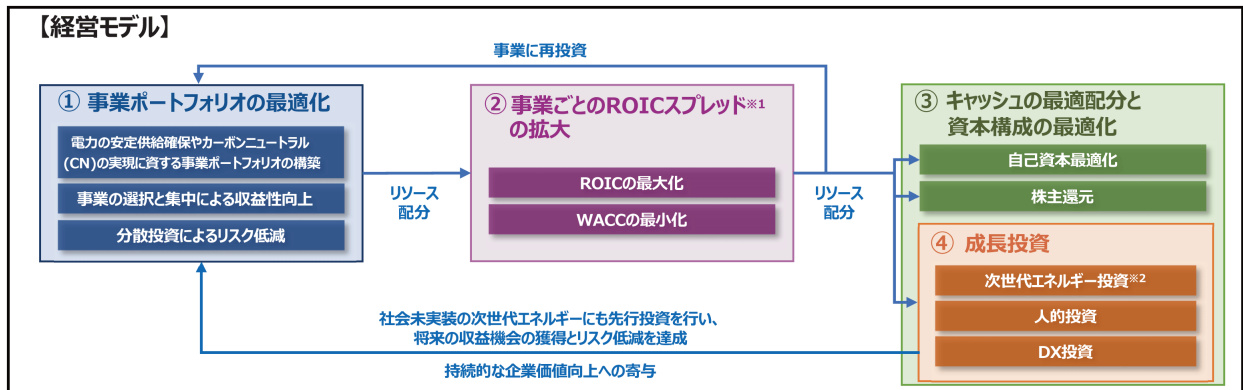 【経営モデル】
事業に再投資
① 事業ポートフォリオの最適化
電力の安定供給確保やカーボンニュートラル
(CN)の実現に資する事業ポートフォリオの構築
事業の選択と集中による収益性向上
分散投資によるリスク低減
リソース
配分
② 事業ごとのROICスプレッド※1
の拡大
ROICの最大化
WACCの最小化
リソース
配分
③ キャッシュの最適配分と
資本構成の最適化
自己資本最適化
株主還元
④ 成長投資
次世代エネルギー投資※2
人的投資
DX投資
社会未実装の次世代エネルギーにも先行投資を行い、
将来の収益機会の獲得とリスク低減を達成
持続的な企業価値向上への寄与